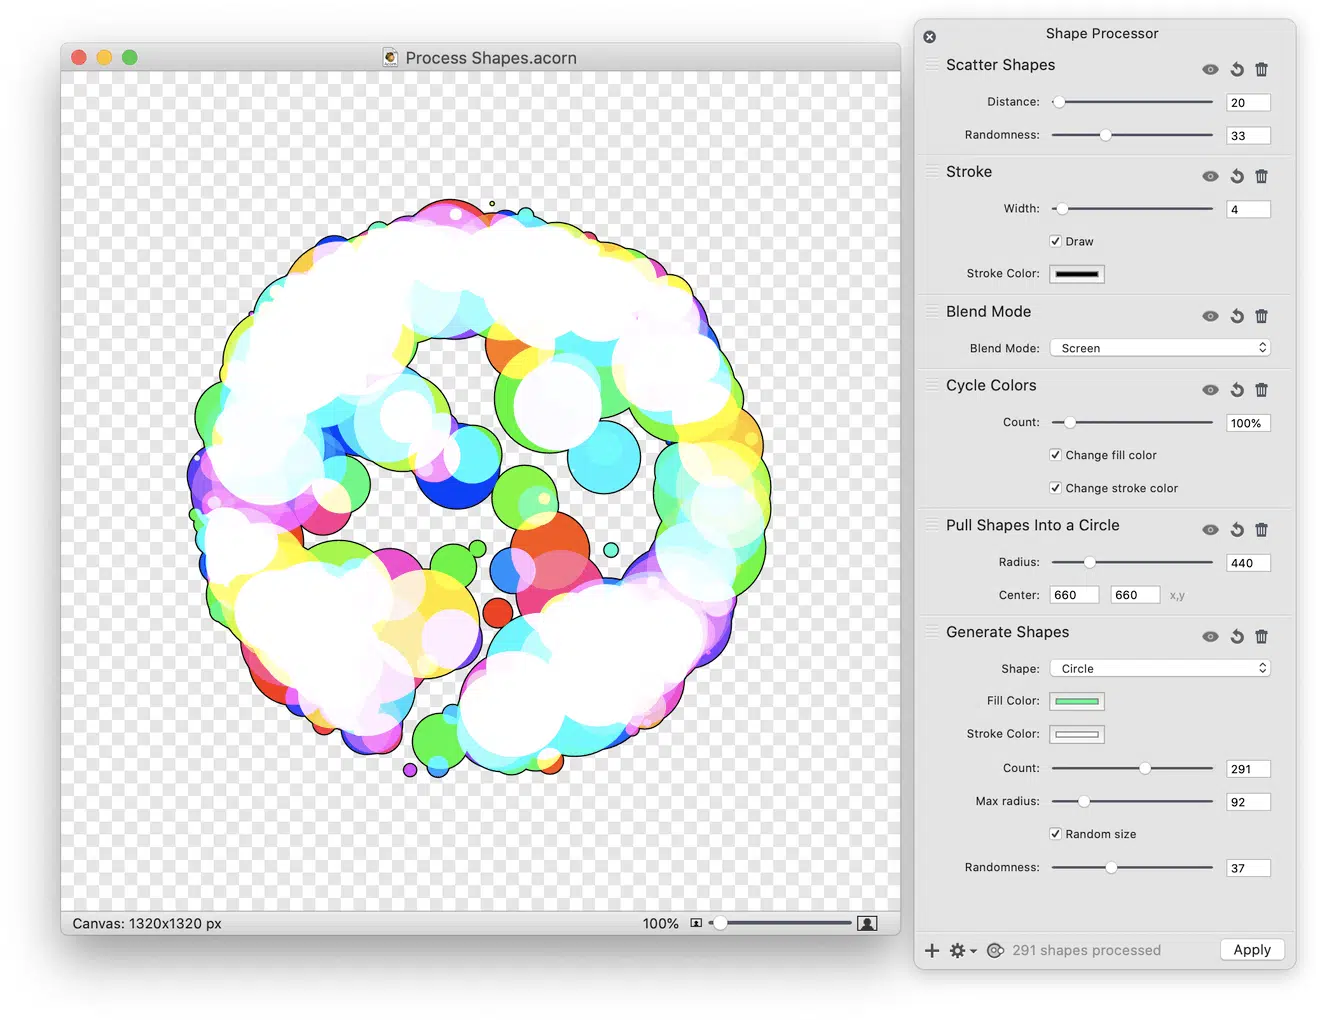 Process Shapes.acorn
Canvas: 1320x1320 px
100%
Shape Processor
Scatter Shapes
Distance: 20
Randomness: 33
Stroke
Width: 4
Draw
Stroke Color:
Blend Mode
Blend Mode: Screen
Cycle Colors
Count: 100%
Change fill color
Change stroke color
Pull Shapes Into a Circle
Radius: 440
Center: 660 660 x,y
Generate Shapes
Shape: Circle
Fill Color:
Stroke Color:
Count: 291
Max radius: 92
Random size
Randomness: 37
291 shapes processed
Apply